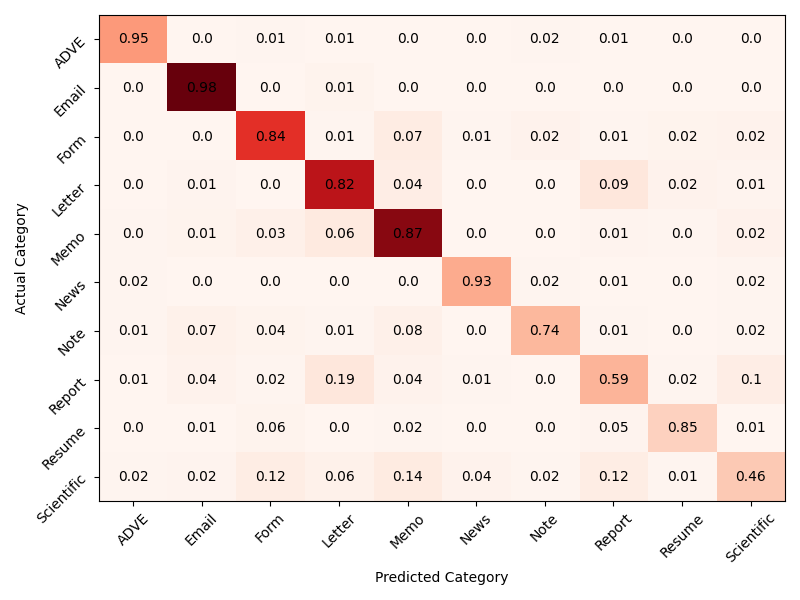 ADVE 0.95 0.0 0.01 0.01 0.0 0.0 0.02 0.01 0.0 0.0
Email 0.0 0.98 0.0 0.01 0.0 0.0 0.0 0.0 0.0 0.0
Form 0.0 0.0 0.84 0.01 0.07 0.01 0.02 0.01 0.02 0.02
Letter 0.0 0.01 0.0 0.82 0.04 0.0 0.0 0.09 0.02 0.01
Memo 0.0 0.01 0.03 0.06 0.87 0.0 0.0 0.01 0.0 0.02
News 0.02 0.0 0.0 0.0 0.0 0.93 0.02 0.01 0.0 0.02
Note 0.01 0.07 0.04 0.01 0.08 0.0 0.74 0.01 0.0 0.02
Report 0.01 0.04 0.02 0.19 0.04 0.01 0.0 0.59 0.02 0.1
Resume 0.0 0.01 0.06 0.0 0.02 0.0 0.0 0.05 0.85 0.01
Scientific 0.02 0.02 0.12 0.06 0.14 0.04 0.02 0.12 0.01 0.46
ADVE Email Form Letter Memo News Note Report Resume Scientific
Predicted Category
Actual Category